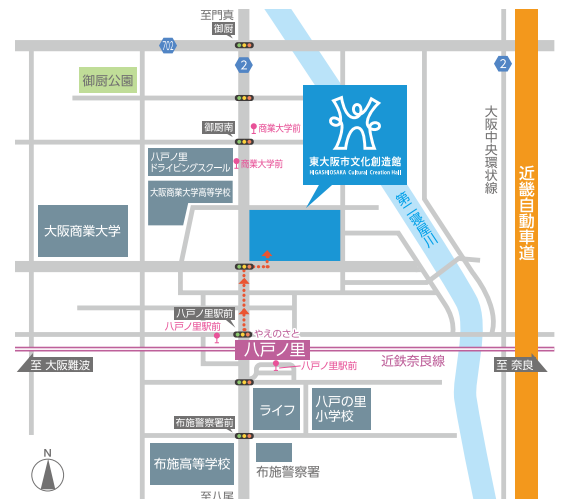 至門真
御厨
702
2
2
御厨公園
御厨南
商業大学前
大阪中央環状線
八戸ノ里
ドライビングスクール
商業大学前
東大阪市文化創造館
HIGASHIOSAKA Cultural Creation Hall
近畿自動車道
大阪商業大学高等学校
第二寝屋川
大阪商業大学
八戸ノ里駅前
八戸ノ里駅前
やえのさと
八戸ノ里
近鉄奈良線
至 大阪難波
八戸ノ里駅前
至 奈良
ライフ
八戸の里
小学校
布施警察署前
布施高等学校
布施警察署
N
至八尾